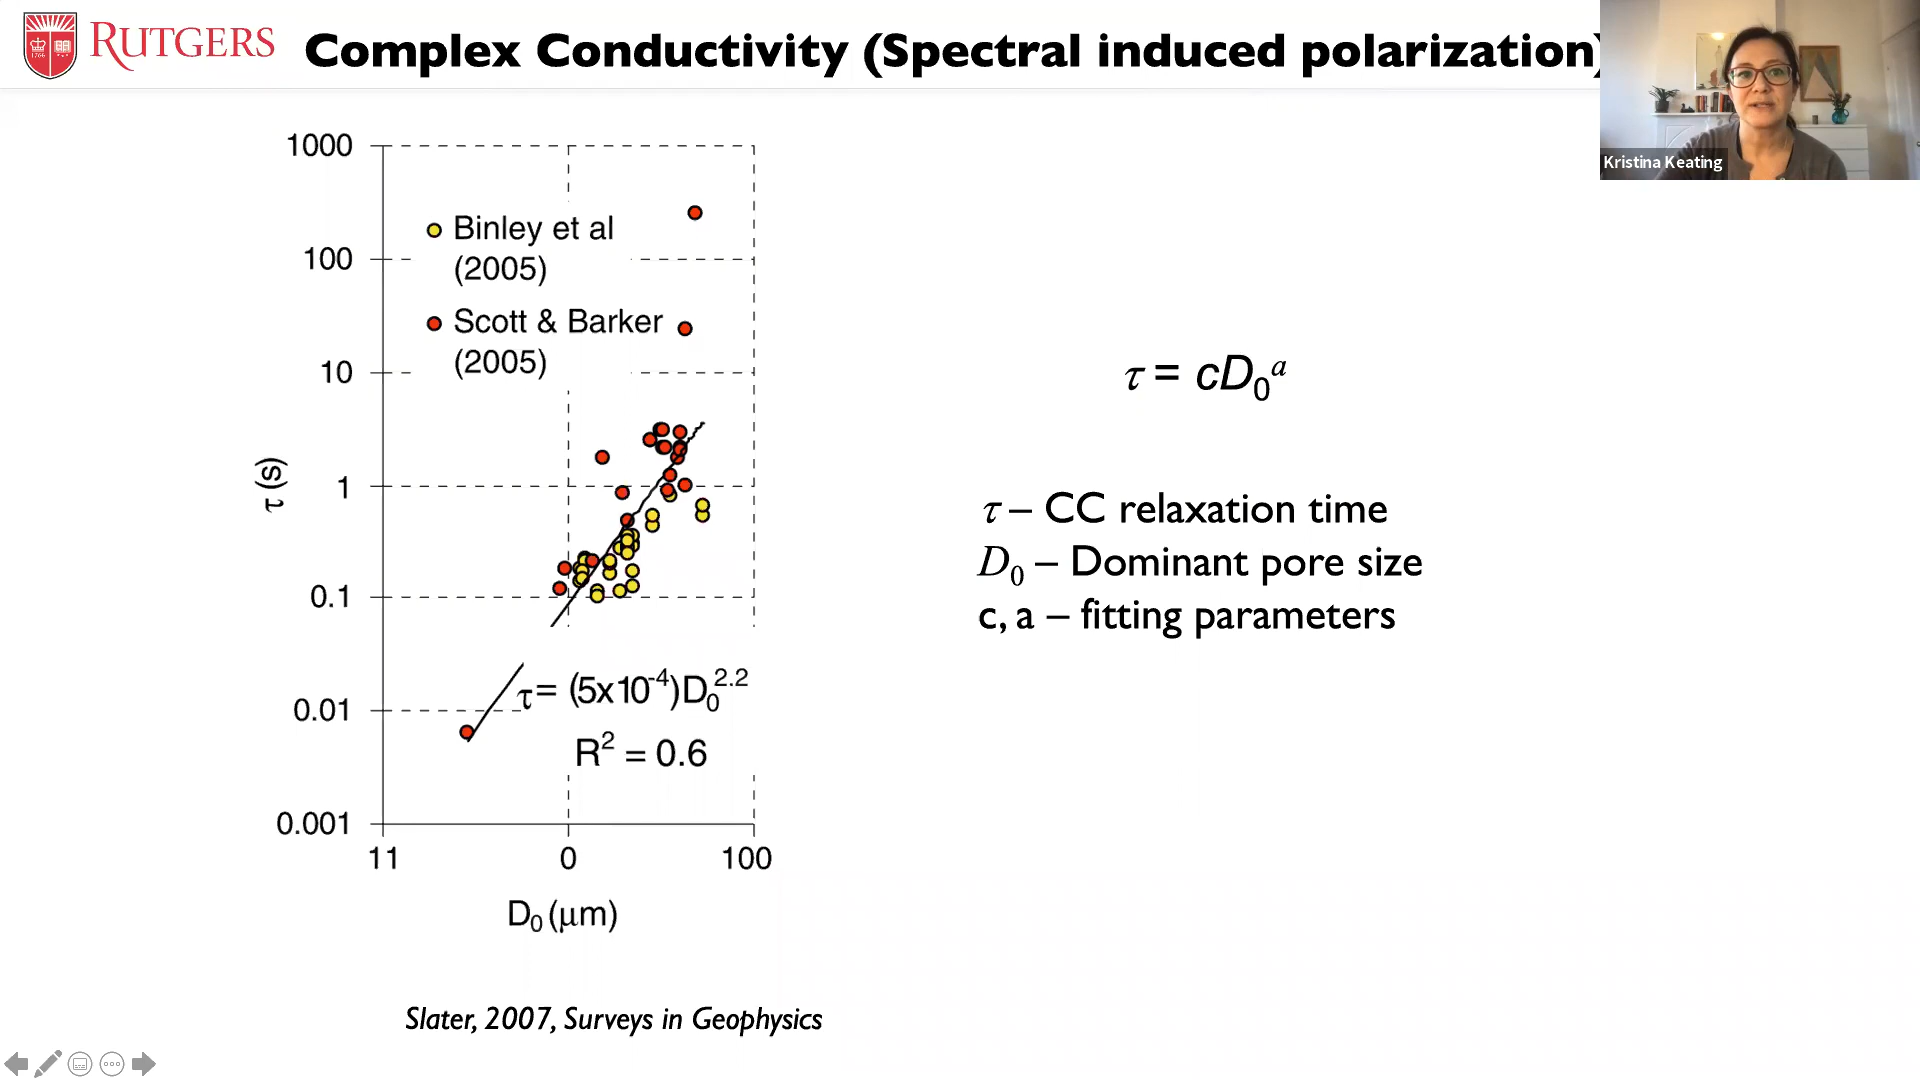 RUTGERS
Complex Conductivity (Spectral induced polarization)
Kristina Keating
1000
100
10
1
0.1
0.01
0.001
τ (s)
Binley et al
(2005)
Scott & Barker
(2005)
τ= (5x10⁻⁴)D₀²·²
R² = 0.6
11
0
100
D₀ (μm)
τ = cD₀ᵃ
τ – CC relaxation time
D₀ – Dominant pore size
c, a – fitting parameters
Slater, 2007, Surveys in Geophysics